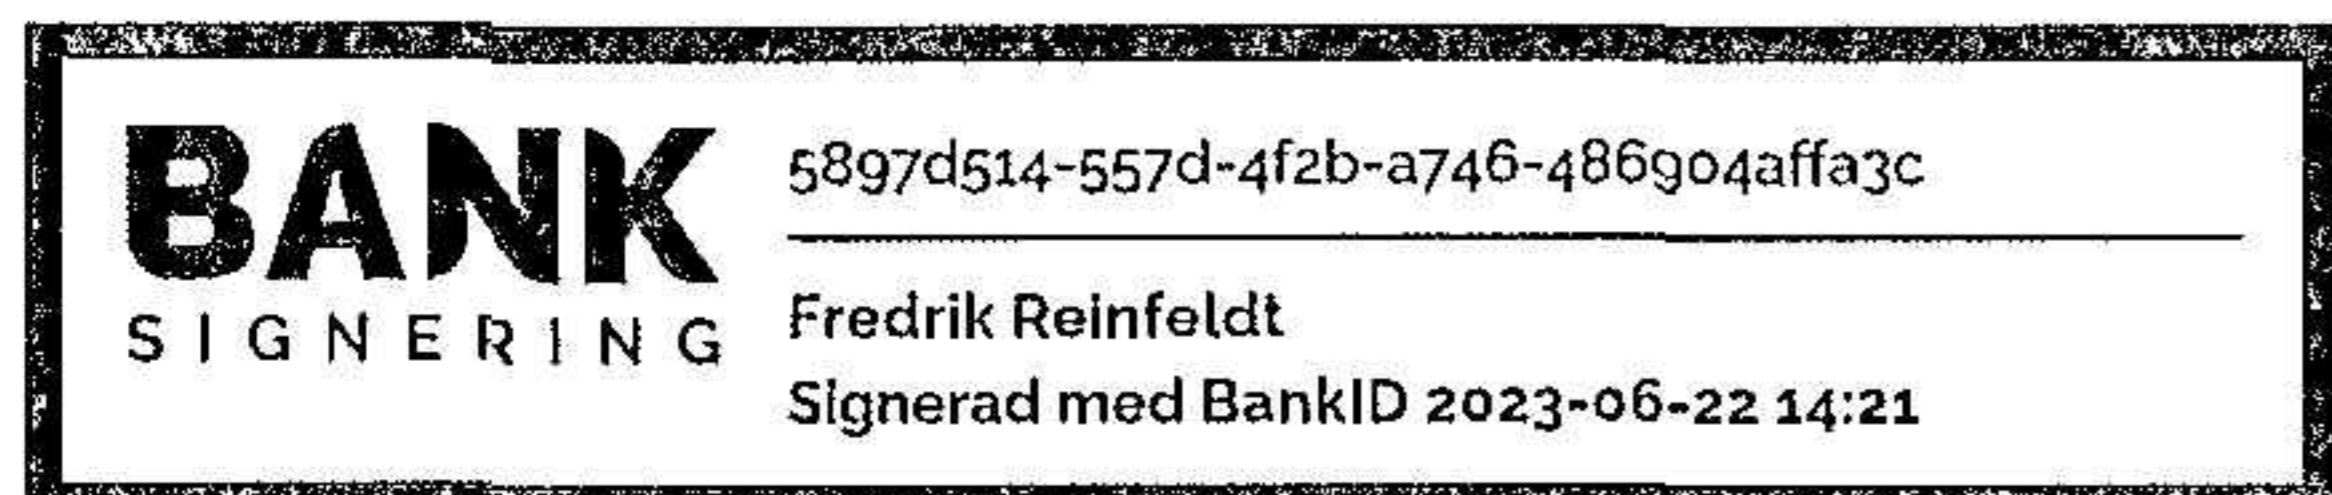 BANK
SIGNERING
5897d514-557d-4f2b-a746-486904affa3c
Fredrik Reinfeldt
Signerad med BankID 2023-06-22 14:21